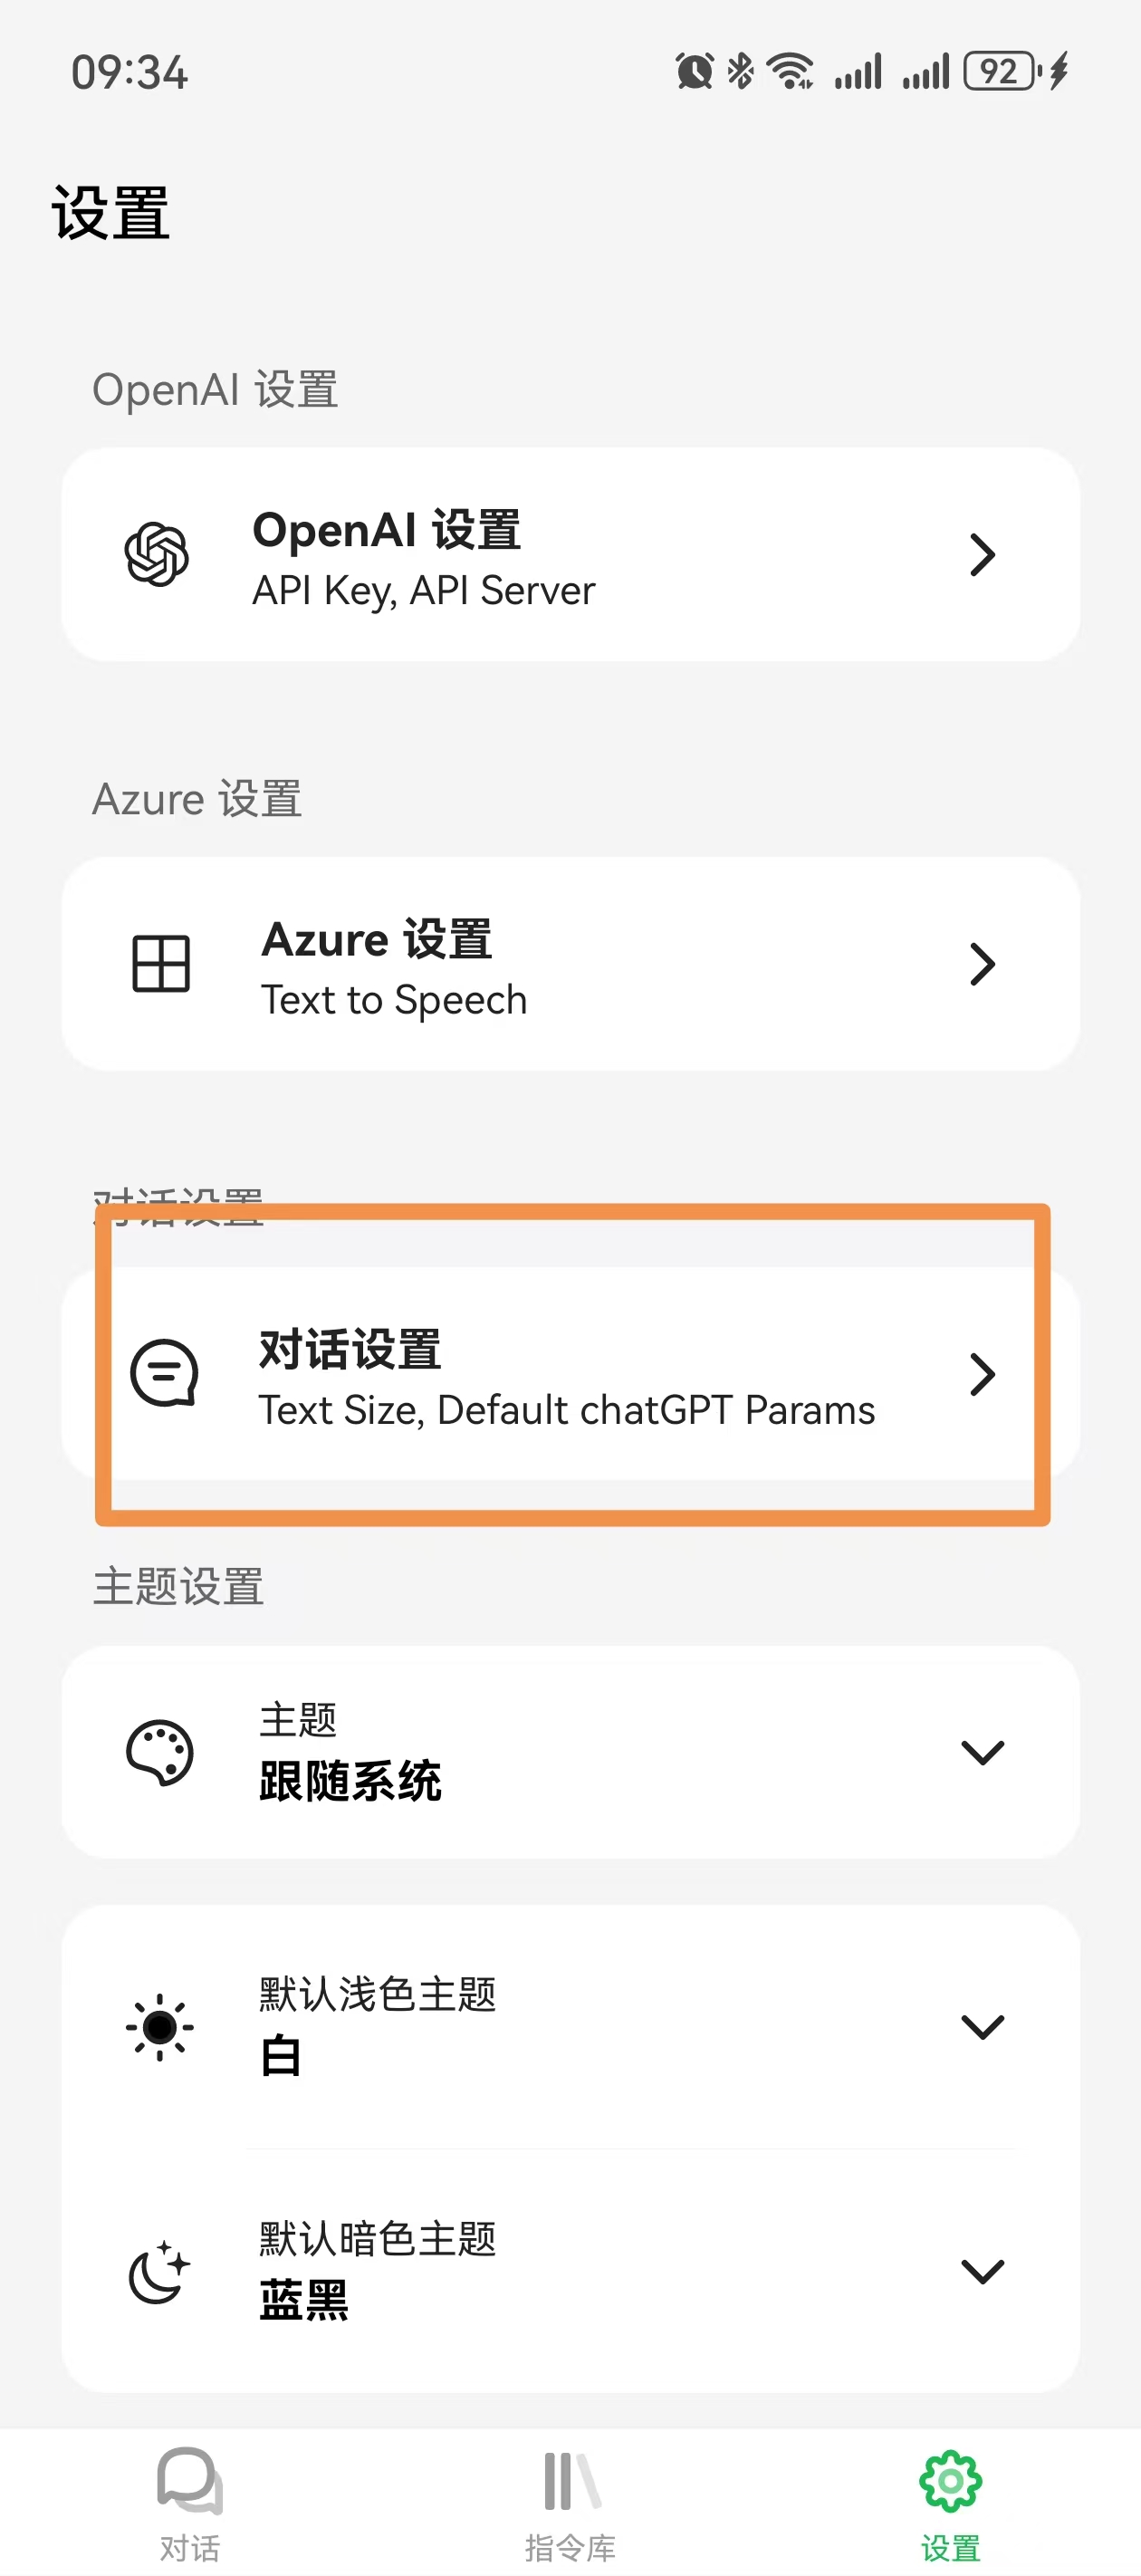 09:34
92
设置
OpenAI 设置
OpenAI 设置
API Key, API Server
Azure 设置
Azure 设置
Text to Speech
对话设置
对话设置
Text Size, Default chatGPT Params
主题设置
主题
跟随系统
默认浅色主题
白
默认暗色主题
蓝黑
对话
指令库
设置